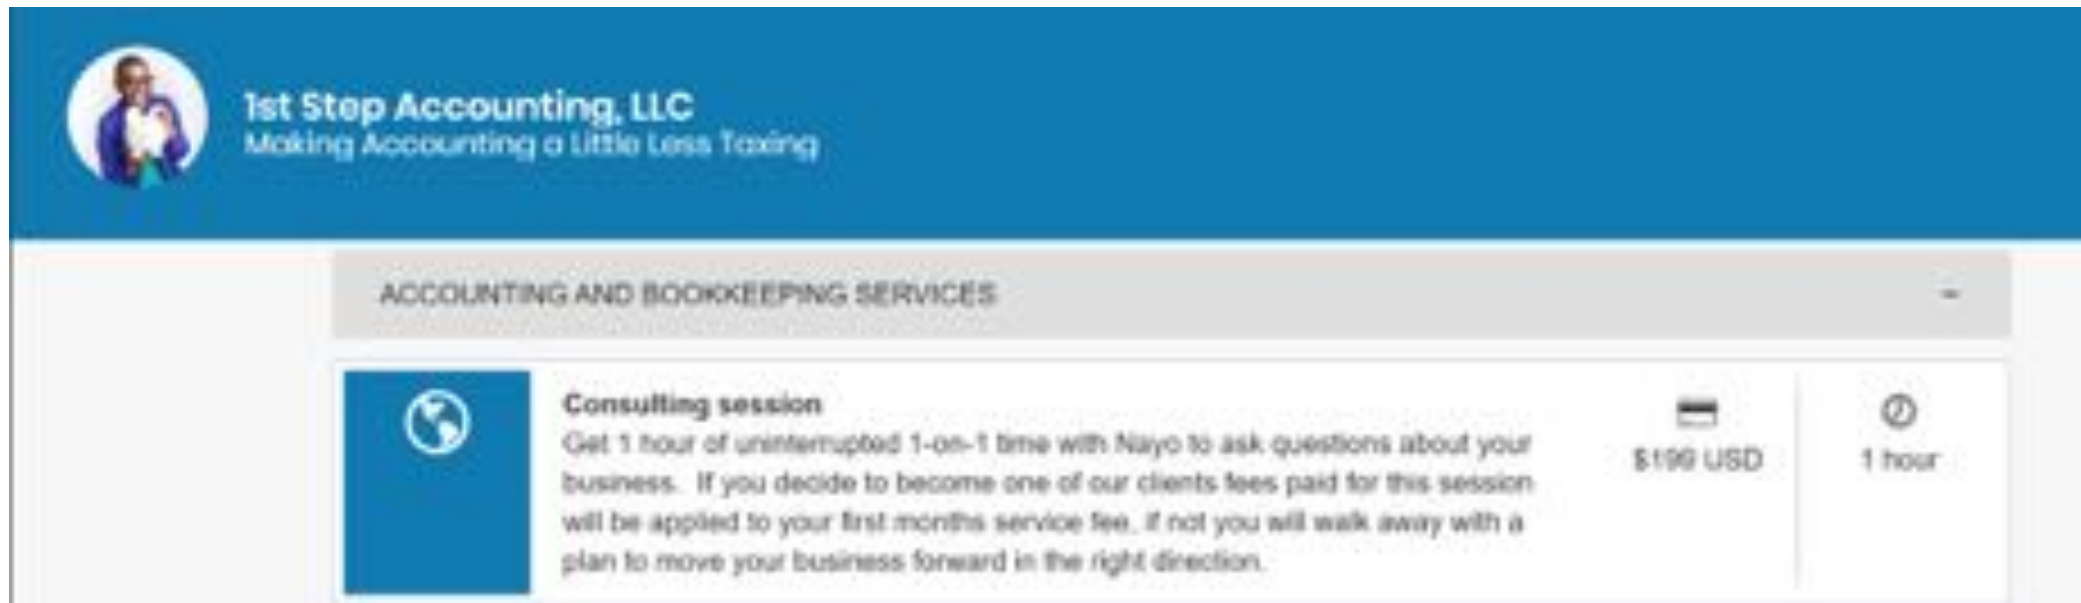 1st Step Accounting, LLC
Making Accounting a Little Less Taxing
ACCOUNTING AND BOOKKEEPING SERVICES
Consulting session
Get 1 hour of uninterrupted 1-on-1 time with Nayo to ask questions about your
business. If you decide to become one of our clients fees paid for this session
will be applied to your first months service fee, if not you will walk away with a
plan to move your business forward in the right direction.
$199 USD
1 hour